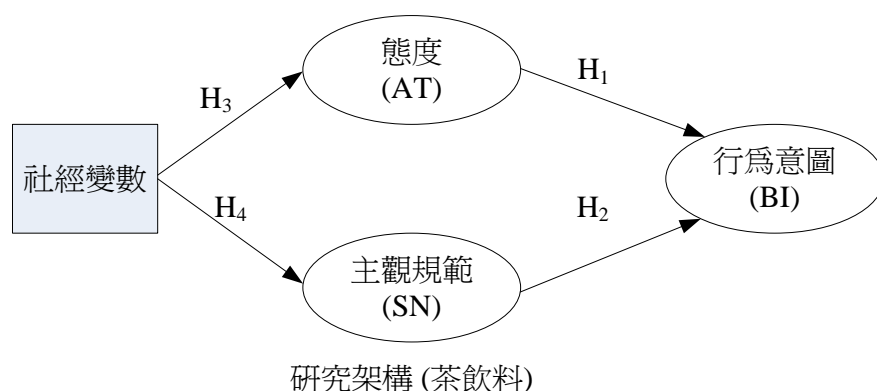 態度
(AT)
H₁
H₃
社經變數
行為意圖
(BI)
H₄
H₂
主觀規範
(SN)
研究架構 (茶飲料)